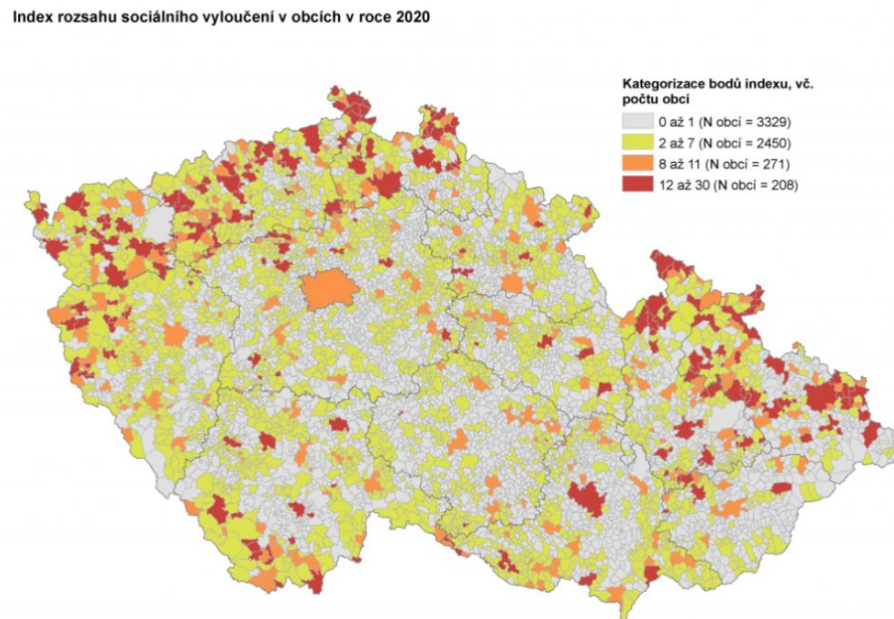 Index rozsahu sociálního vyloučení v obcích v roce 2020
Kategorizace bodů indexu, vč.
počtu obcí
0 až 1 (N obcí = 3329)
2 až 7 (N obcí = 2450)
8 až 11 (N obcí = 271)
12 až 30 (N obcí = 208)